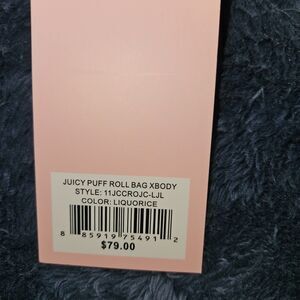 JUICY PUFF ROLL BAG XBODY
STYLE: 11JCCROJC-LJL
COLOR: LIQUORICE
8 85919 75491 2
$79.00